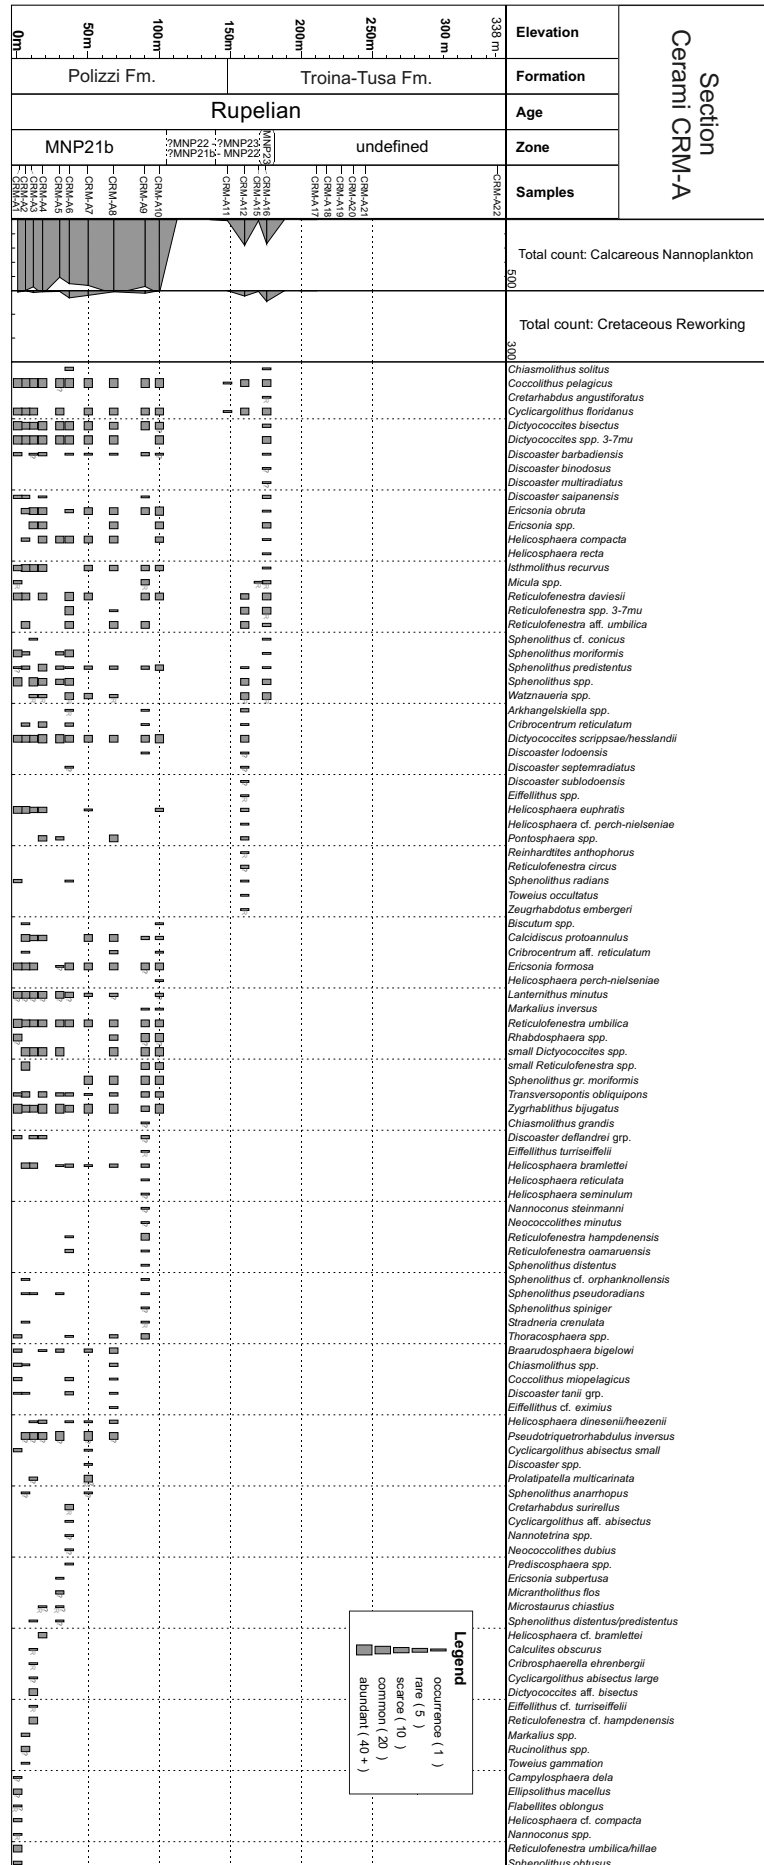 Section
Cerami CRM-A
Elevation
0m 50m 100m 150m 200m 250m 300 m 338 m
Formation
Polizzi Fm. Troina-Tusa Fm.
Age
Rupelian
Zone
MNP21b ?MNP22 - ?MNP21b ?MNP23 - MNP22 MNP23 undefined
Samples
CRM-A1 CRM-A2 CRM-A3 CRM-A4 CRM-A5 CRM-A6 CRM-A7 CRM-A8 CRM-A9 CRM-A10 CRM-A11 CRM-A12 CRM-A15 CRM-A16 CRM-A17 CRM-A18 CRM-A19 CRM-A20 CRM-A21 CRM-A22
Total count: Calcareous Nannoplankton
500
Total count: Cretaceous Reworking
300
Chiasmolithus solitus
Coccolithus pelagicus
Cretarhabdus angustiforatus
Cyclicargolithus floridanus
Dictyococcites bisectus
Dictyococcites spp. 3-7mu
Discoaster barbadiensis
Discoaster binodosus
Discoaster multiradiatus
Discoaster saipanensis
Ericsonia obruta
Ericsonia spp.
Helicosphaera compacta
Helicosphaera recta
Isthmolithus recurvus
Micula spp.
Reticulofenestra daviesii
Reticulofenestra spp. 3-7mu
Reticulofenestra aff. umbilica
Sphenolithus cf. conicus
Sphenolithus moriformis
Sphenolithus predistentus
Sphenolithus spp.
Watznaueria spp.
Arkhangelskiella spp.
Cribrocentrum reticulatum
Dictyococcites scrippsae/hesslandii
Discoaster lodoensis
Discoaster septemradiatus
Discoaster sublodoensis
Eiffellithus spp.
Helicosphaera euphratis
Helicosphaera cf. perch-nielseniae
Pontosphaera spp.
Reinhardtites anthophorus
Reticulofenestra circus
Sphenolithus radians
Toweius occultatus
Zeugrhabdotus embergeri
Biscutum spp.
Calcidiscus protoannulus
Cribrocentrum aff. reticulatum
Ericsonia formosa
Helicosphaera perch-nielseniae
Lanternithus minutus
Markalius inversus
Reticulofenestra umbilica
Rhabdosphaera spp.
small Dictyococcites spp.
small Reticulofenestra spp.
Sphenolithus gr. moriformis
Transversopontis obliquipons
Zygrhablithus bijugatus
Chiasmolithus grandis
Discoaster deflandrei grp.
Eiffellithus turriseiffelii
Helicosphaera bramlettei
Helicosphaera reticulata
Helicosphaera seminulum
Nannoconus steinmanni
Neococcolithes minutus
Reticulofenestra hampdenensis
Reticulofenestra oamaruensis
Sphenolithus distentus
Sphenolithus cf. orphanknollensis
Sphenolithus pseudoradians
Sphenolithus spiniger
Stradneria crenulata
Thoracosphaera spp.
Braarudosphaera bigelowi
Chiasmolithus spp.
Coccolithus miopelagicus
Discoaster tanii grp.
Eiffellithus cf. eximius
Helicosphaera dinesenii/heezenii
Pseudotriquetrorhabdulus inversus
Cyclicargolithus abisectus small
Discoaster spp.
Prolatipatella multicarinata
Sphenolithus anarrhopus
Cretarhabdus surirellus
Cyclicargolithus aff. abisectus
Nannotetrina spp.
Neococcolithes dubius
Prediscosphaera spp.
Ericsonia subpertusa
Micrantholithus flos
Microstaurus chiastius
Sphenolithus distentus/predistentus
Helicosphaera cf. bramlettei
Calculites obscurus
Cribrosphaerella ehrenbergii
Cyclicargolithus abisectus large
Dictyococcites aff. bisectus
Eiffellithus cf. turriseiffelii
Reticulofenestra cf. hampdenensis
Markalius spp.
Rucinolithus spp.
Toweius gammation
Campylosphaera dela
Ellipsolithus macellus
Flabellites oblongus
Helicosphaera cf. compacta
Nannoconus spp.
Reticulofenestra umbilica/hillae
Sphenolithus obtusus
Legend
occurrence ( 1 )
rare ( 5 )
scarce ( 10 )
common ( 20 )
abundant ( 40 + )